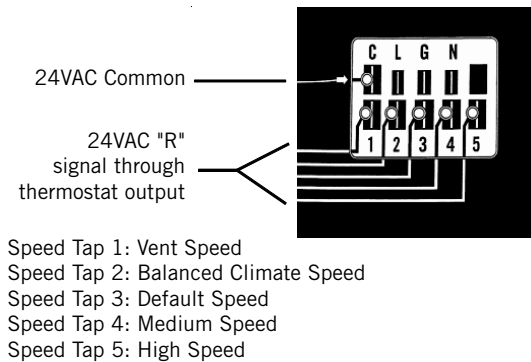 C L G N
24VAC Common
1 2 3 4 5
24VAC "R"
signal through
thermostat output
Speed Tap 1: Vent Speed
Speed Tap 2: Balanced Climate Speed
Speed Tap 3: Default Speed
Speed Tap 4: Medium Speed
Speed Tap 5: High Speed